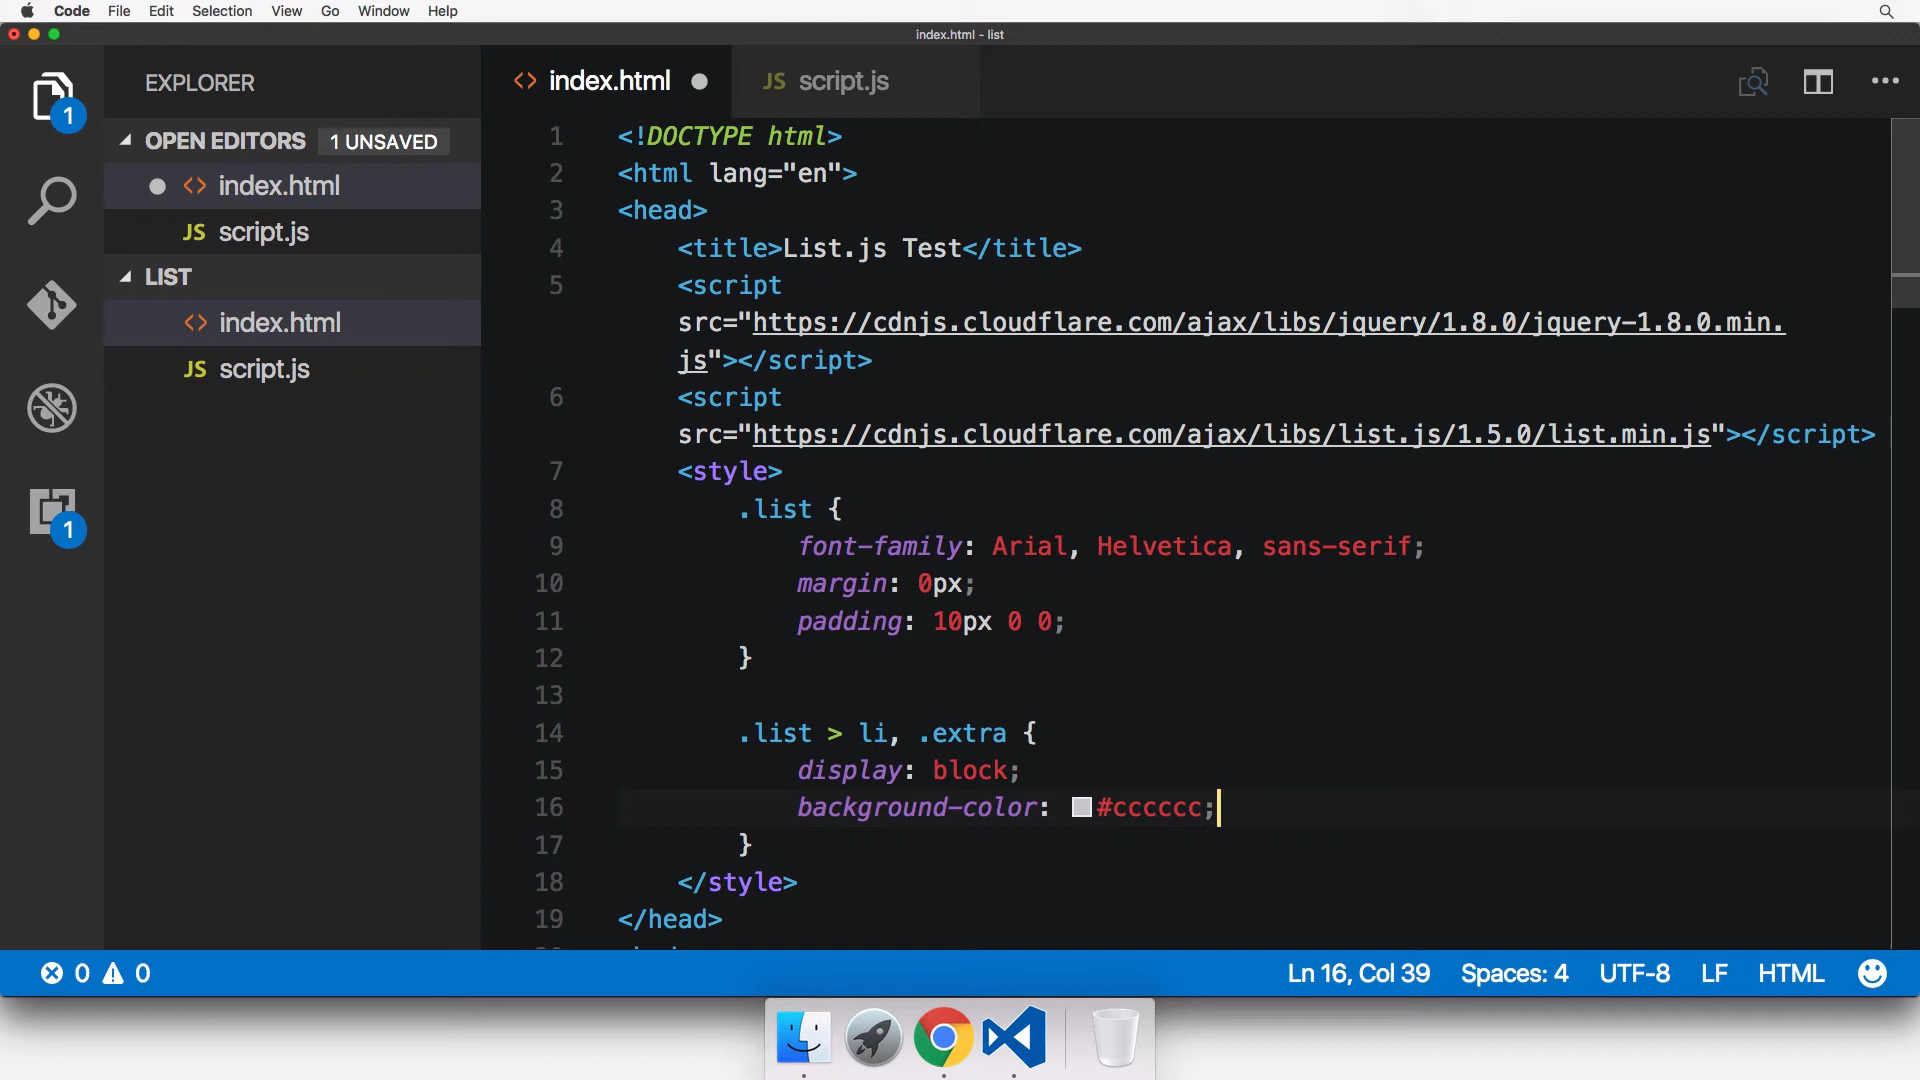 Code File Edit Selection View Go Window Help
index.html - list
EXPLORER
OPEN EDITORS 1 UNSAVED
index.html
JS script.js
LIST
index.html
JS script.js
1
1
index.html
JS script.js
1 <!DOCTYPE html>
2 <html lang="en">
3 <head>
4 <title>List.js Test</title>
5 <script
src="https://cdnjs.cloudflare.com/ajax/libs/jquery/1.8.0/jquery-1.8.0.min.
js"></script>
6 <script
src="https://cdnjs.cloudflare.com/ajax/libs/list.js/1.5.0/list.min.js"></script>
7 <style>
8 .list {
9 font-family: Arial, Helvetica, sans-serif;
10 margin: 0px;
11 padding: 10px 0 0;
12 }
13
14 .list > li, .extra {
15 display: block;
16 background-color: #cccccc;
17 }
18 </style>
19 </head>
0 0
Ln 16, Col 39 Spaces: 4 UTF-8 LF HTML